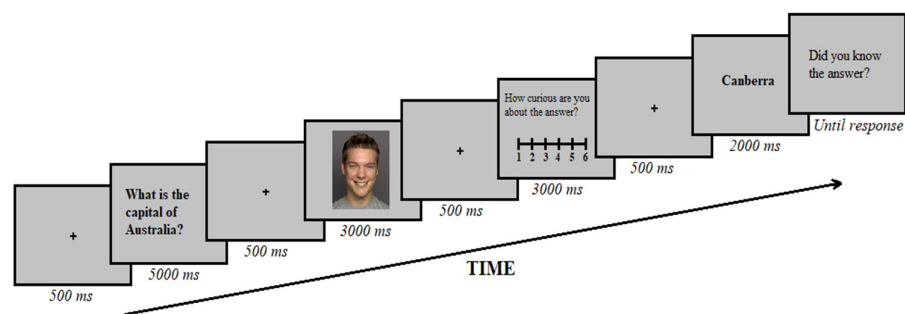 +
500 ms
What is the
capital of
Australia?
5000 ms
+
500 ms
3000 ms
+
500 ms
How curious are you
about the answer?
1 2 3 4 5 6
3000 ms
+
500 ms
Canberra
2000 ms
Did you know
the answer?
Until response
TIME